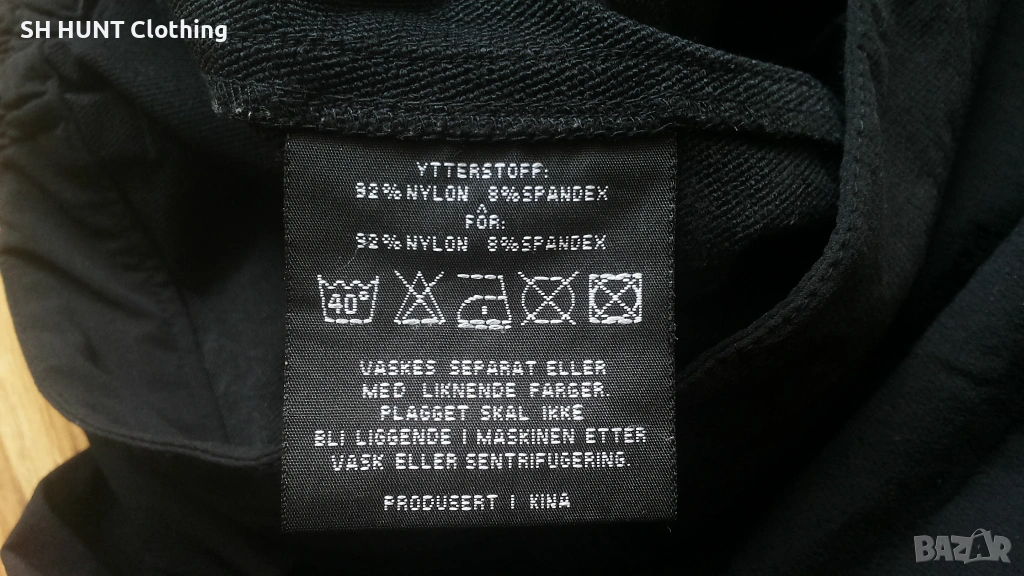 SH HUNT Clothing
YTTERSTOFF:
92%NYLON 8%SPANDEX
FÔR:
92%NYLON 8%SPANDEX
40°
VASKES SEPARAT ELLER
MED LIKNENDE FARGER.
PLAGGET SKAL IKKE
BLI LIGGENDE I MASKINEN ETTER
VASK ELLER SENTRIFUGERING.
PRODUSERT I KINA
BAZAR